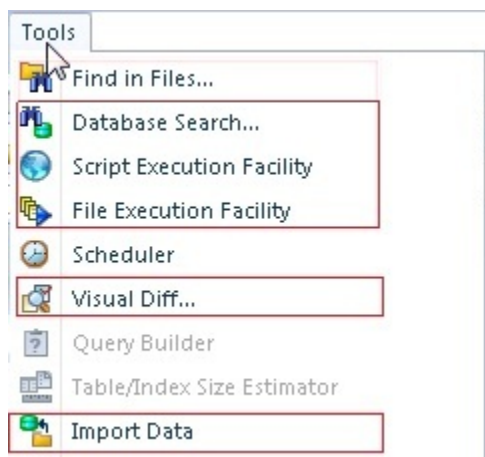 Tools
Find in Files...
Database Search...
Script Execution Facility
File Execution Facility
Scheduler
Visual Diff...
Query Builder
Table/Index Size Estimator
Import Data